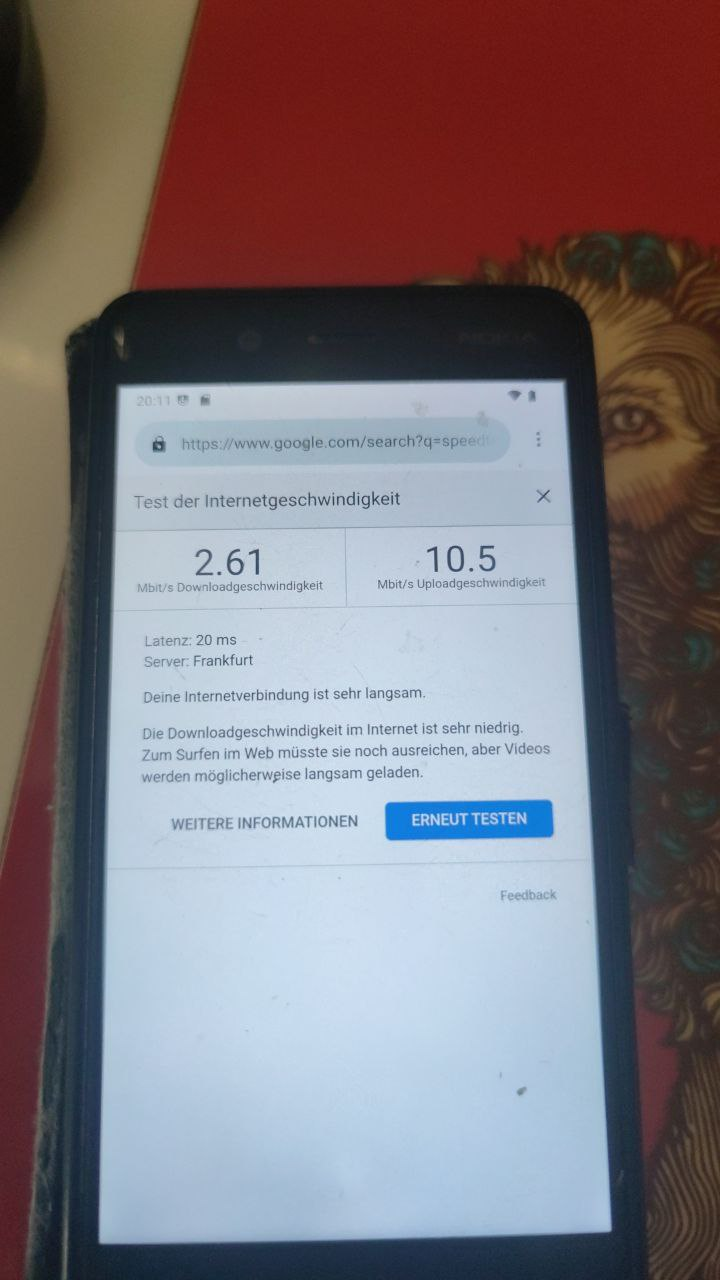 NOKIA
20:11
https://www.google.com/search?q=speedt
Test der Internetgeschwindigkeit
2.61
Mbit/s Downloadgeschwindigkeit
10.5
Mbit/s Uploadgeschwindigkeit
Latenz: 20 ms
Server: Frankfurt
Deine Internetverbindung ist sehr langsam.
Die Downloadgeschwindigkeit im Internet ist sehr niedrig.
Zum Surfen im Web müsste sie noch ausreichen, aber Videos
werden möglicherweise langsam geladen.
WEITERE INFORMATIONEN
ERNEUT TESTEN
Feedback